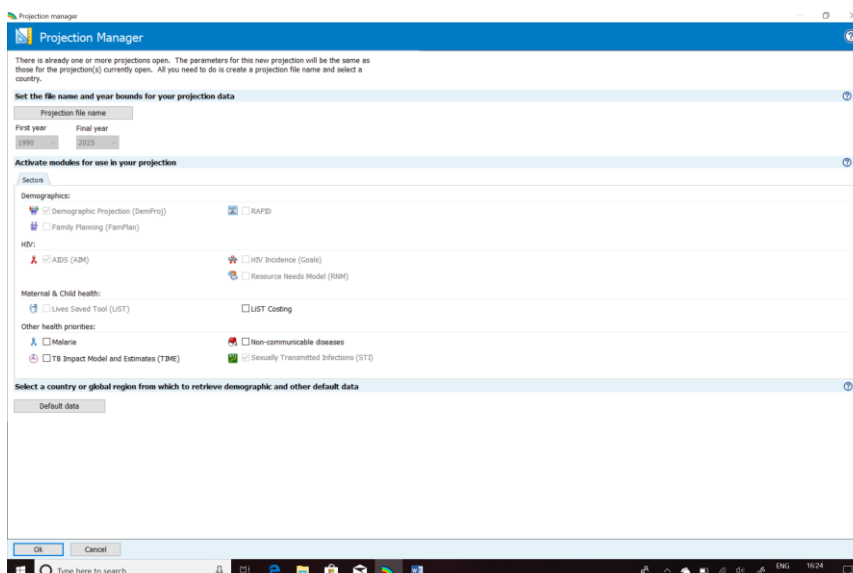 Projection manager
Projection Manager
There is already one or more projections open. The parameters for this new projection will be the same as
those for the projection(s) currently open. All you need to do is create a projection file name and select a
country.
Set the file name and year bounds for your projection data
Projection file name
First year Final year
1990 2025
Activate modules for use in your projection
Sectors
Demographics:
Demographic Projection (DemProj) RAPID
Family Planning (FamPlan)
HIV:
AIDS (AIM) HIV Incidence (Goals)
Resource Needs Model (RNM)
Maternal & Child health:
Lives Saved Tool (LiST) LiST Costing
Other health priorities:
Malaria Non-communicable diseases
TB Impact Model and Estimates (TIME) Sexually Transmitted Infections (STI)
Select a country or global region from which to retrieve demographic and other default data
Default data
Ok Cancel
Type here to search ENG 16:24